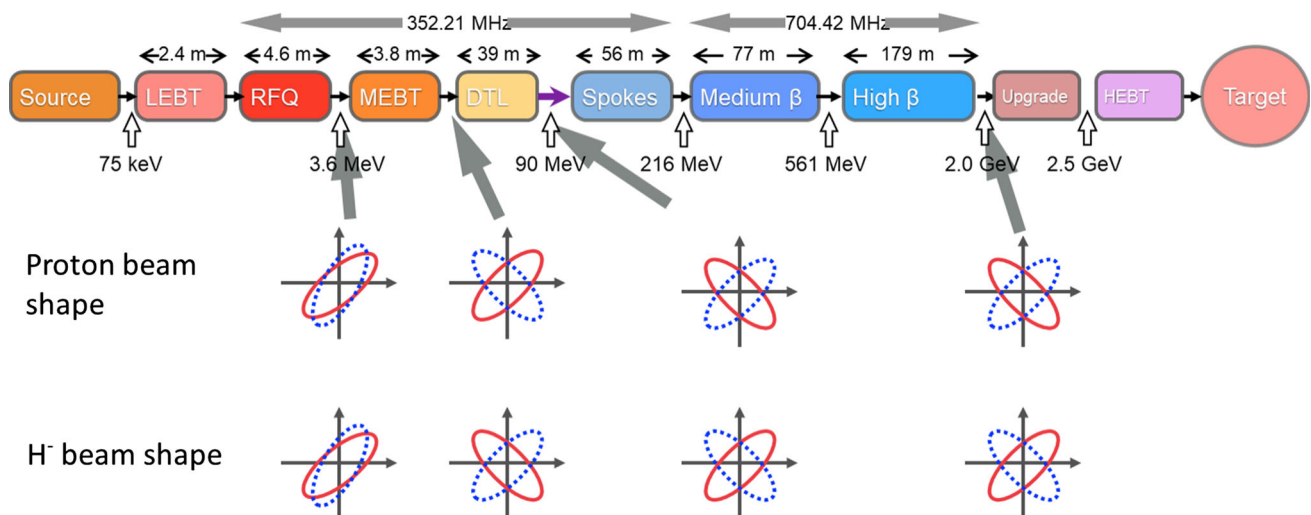 352.21 MHz
704.42 MHz
2.4 m
4.6 m
3.8 m
39 m
56 m
77 m
179 m
Source
LEBT
RFQ
MEBT
DTL
Spokes
Medium β
High β
Upgrade
HEBT
Target
75 keV
3.6 MeV
90 MeV
216 MeV
561 MeV
2.0 GeV
2.5 GeV
Proton beam
shape
H⁻ beam shape